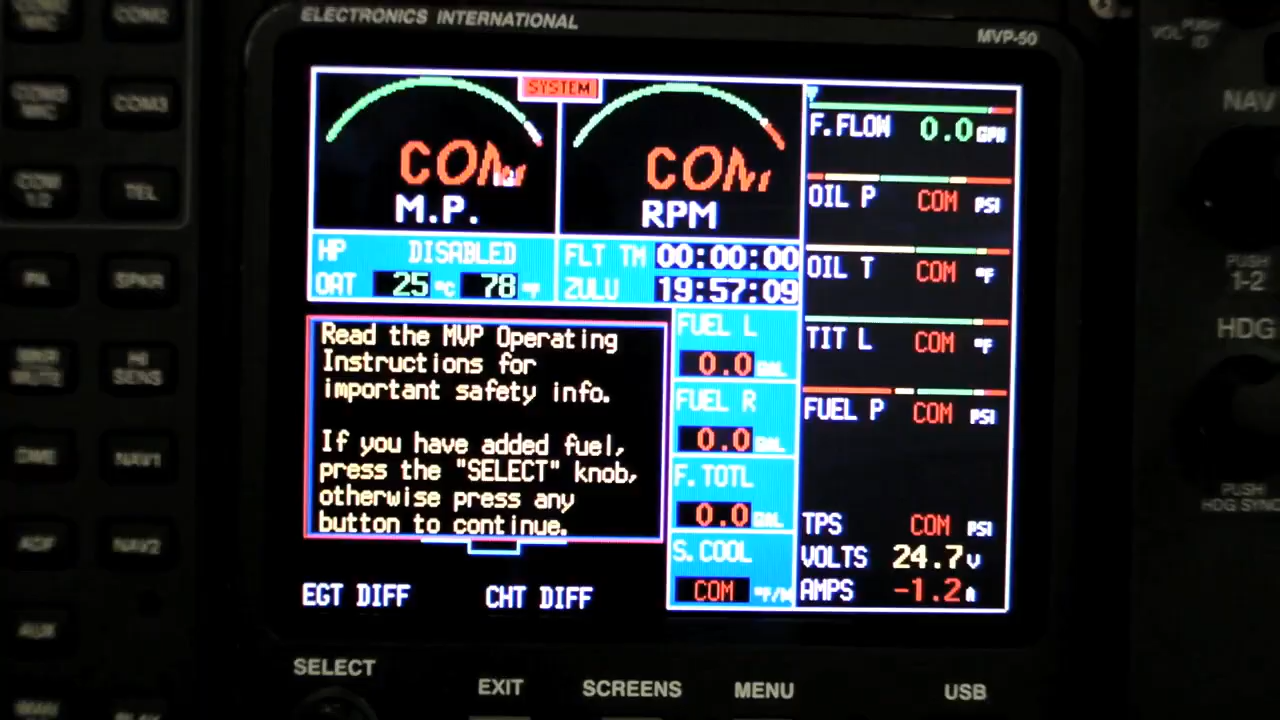 ELECTRONICS INTERNATIONAL
MVP-50
SYSTEM
COM
M.P.
COM
RPM
HP DISABLED
OAT 25 °C 78 °F
FLT TM 00:00:00
ZULU 19:57:09
Read the MVP Operating
Instructions for
important safety info.
If you have added fuel,
press the "SELECT" knob,
otherwise press any
button to continue.
EGT DIFF
CHT DIFF
FUEL L
0.0 GAL
FUEL R
0.0 GAL
F.TOTL
0.0 GAL
S.COOL
COM °F/M
F.FLOW 0.0 GPH
OIL P COM PSI
OIL T COM °F
TIT L COM °F
FUEL P COM PSI
TPS COM PSI
VOLTS 24.7 V
AMPS -1.2 A
SELECT
EXIT
SCREENS
MENU
USB
COM2
COM3
TEL
PA
SPKR
HI
SENS
DME
NAV1
ADF
NAV2
AUX
VOL
PUSH
ID
NAV
PUSH
1-2
HDG
PUSH
HDG SYNC